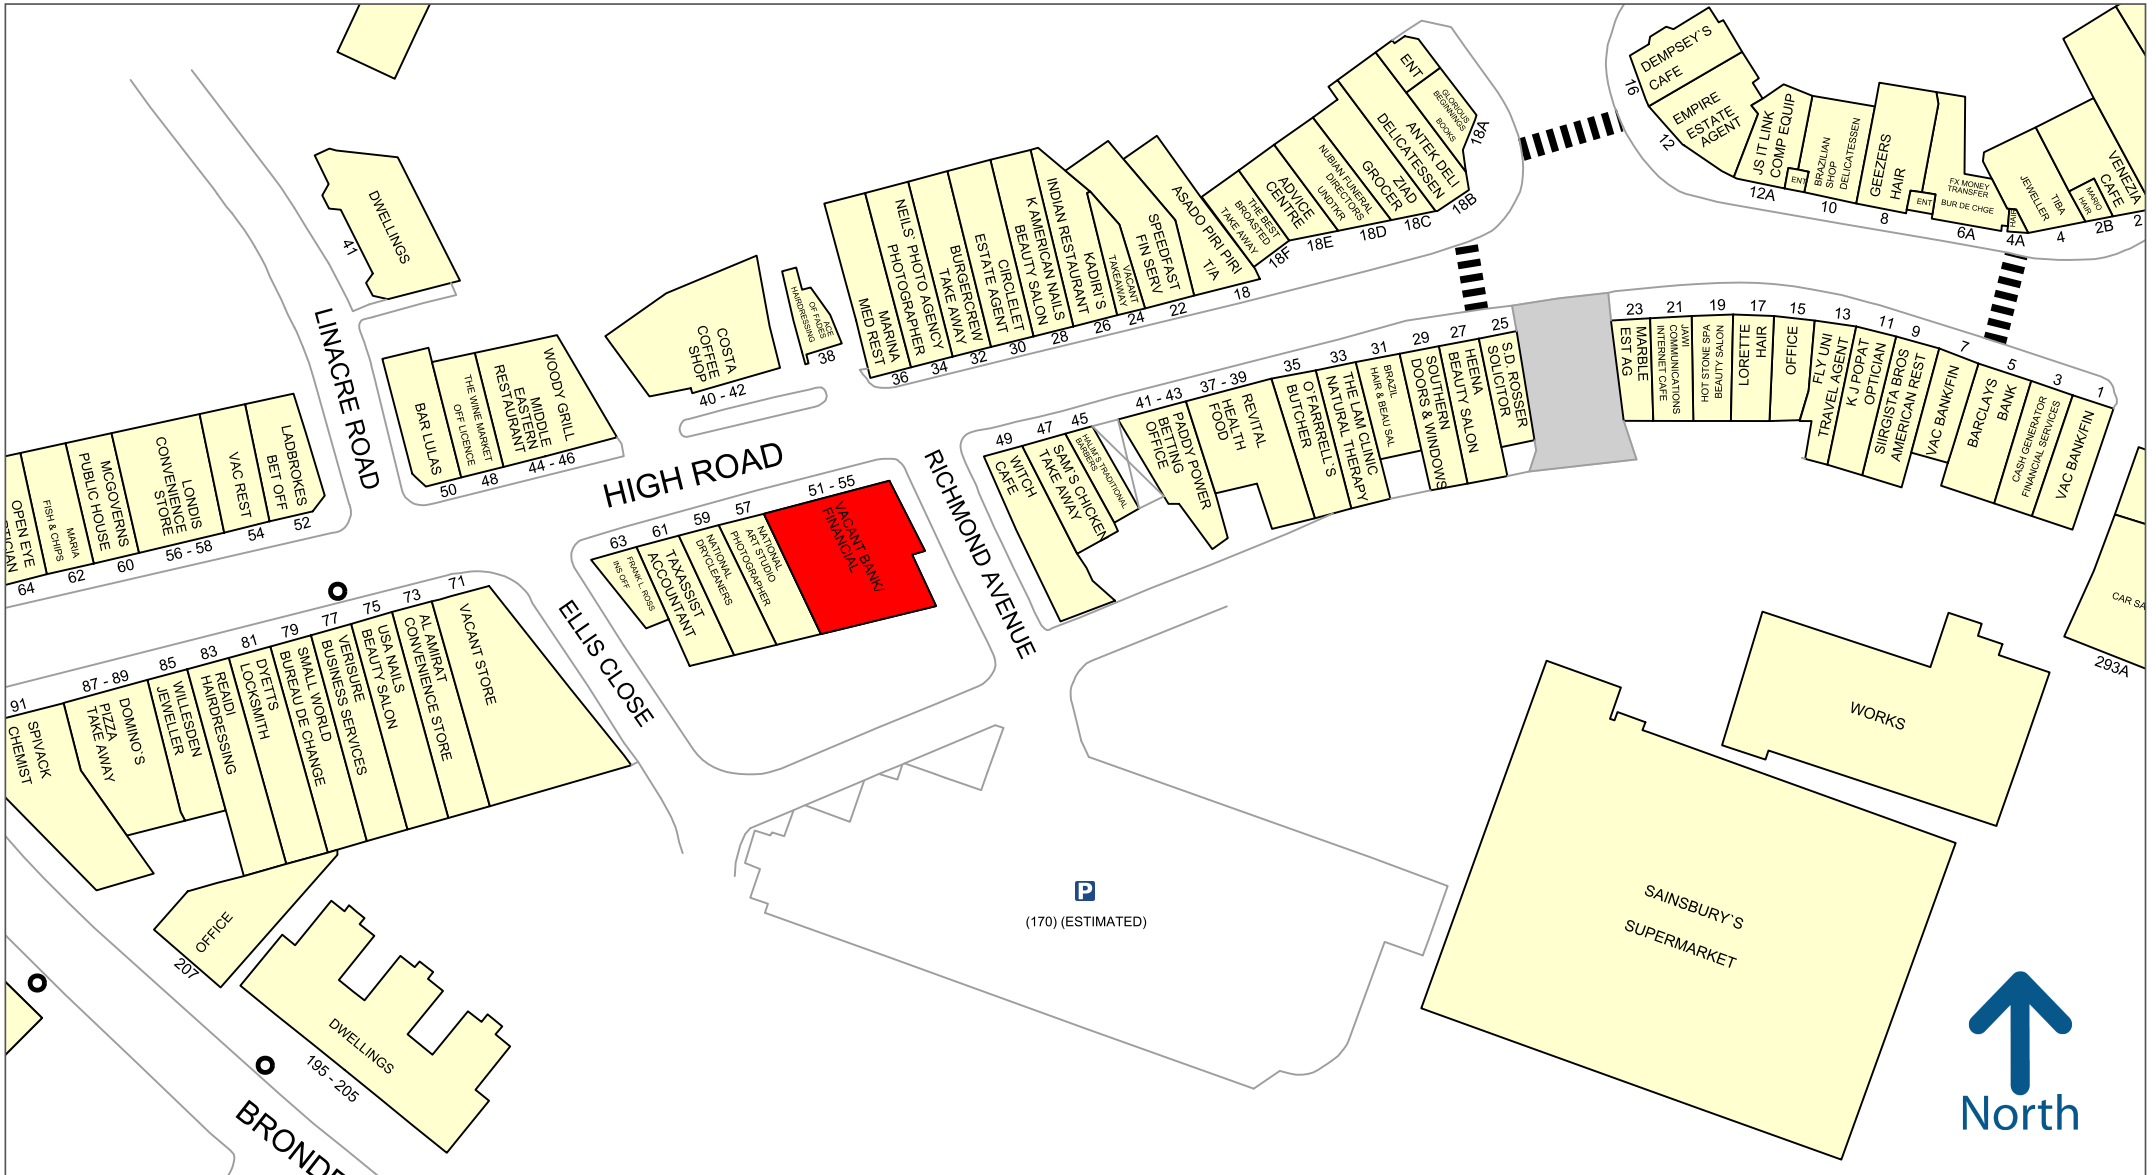 DEMPSEY`S
CAFE
16
EMPIRE
ESTATE
AGENT
12
JS IT LINK
COMP EQUIP
12A
ENT
BRAZILIAN
SHOP
DELICATESSEN
10
GEEZERS
HAIR
8
ENT
FX MONEY
TRANSFER
BUR DE CHGE
6A
HAIR
4A
JEWELLER
TIBA
4
MARIO
HAIR
2B
VENEZIA
CAFE
2
ENT
GLORIOUS
BEGINNINGS
BOOKS
18A
ANTEK DELI
DELICATESSEN
18B
ZIAD
GROCER
18C
NUBIAN FUNERAL
DIRECTORS
UNDTKR
18D
ADVICE
CENTRE
18E
THE BEST
BROASTED
TAKE AWAY
18F
ASADO PIRI PIRI
T/A
18
SPEEDFAST
FIN SERV
22
VACANT
TAKEAWAY
24
KADIRI`S
INDIAN RESTAURANT
26
K AMERICAN NAILS
BEAUTY SALON
28
CIRCLELET
ESTATE AGENT
30
BURGERCREW
TAKE AWAY
32
NEILS` PHOTO AGENCY
PHOTOGRAPHER
34
MARINA
MED REST
36
AGE
OF FADES
HAIRDRESSING
38
COSTA
COFFEE
SHOP
40 - 42
DWELLINGS
41
LINACRE ROAD
WOODY GRILL
MIDDLE
EASTERN
RESTAURANT
44 - 46
THE WINE MARKET
OFF LICENCE
48
BAR LULAS
50
LADBROKES
BET OFF
52
VAC REST
54
LONDIS
CONVENIENCE
STORE
56 - 58
MCGOVERNS
PUBLIC HOUSE
60
MARIA
FISH & CHIPS
62
OPEN EYE
64
HIGH ROAD
RICHMOND AVENUE
ELLIS CLOSE
1
VAC BANK/FIN
3
CASH GENERATOR
FINANCIAL SERVICES
5
BARCLAYS
BANK
7
VAC BANK/FIN
9
SIIRGISTA BROS
AMERICAN REST
11
K J POPAT
OPTICIAN
13
FLY UNI
TRAVEL AGENT
15
OFFICE
17
LORETTE
HAIR
19
HOT STONE SPA
BEAUTY SALON
21
JAWI
COMMUNICATIONS
INTERNET CAFE
23
MARBLE
EST AG
25
S.D. ROSSER
SOLICITOR
27
HEENA
BEAUTY SALON
29
SOUTHERN
DOORS & WINDOWS
31
BRAZIL
HAIR & BEAU SAL
33
THE LAM CLINIC
NATURAL THERAPY
35
O`FARRELL`S
BUTCHER
37 - 39
REVITAL
HEALTH
FOOD
41 - 43
PADDY POWER
BETTING
OFFICE
45
HALIM`S TRADITIONAL
BARBERS
47
SAM`S CHICKEN
TAKE AWAY
49
WITCH
CAFE
51 - 55
VACANT BANK/
FINANCIAL
57
NATIONAL
ART STUDIO
PHOTOGRAPHER
59
NATIONAL
DRYCLEANERS
61
TAXASSIST
ACCOUNTANT
63
FRANK L. ROSS
INS OFF
71
VACANT STORE
73
AL AMIRAT
CONVENIENCE STORE
75
USA NAILS
BEAUTY SALON
77
VERISURE
BUSINESS SERVICES
79
SMALL WORLD
BUREAU DE CHANGE
81
DYETTS
LOCKSMITH
83
REAIDI
HAIRDRESSING
85
WILLESDEN
JEWELLER
87 - 89
DOMINO`S
PIZZA
TAKE AWAY
91
SPIVACK
CHEMIST
OFFICE
207
DWELLINGS
195 - 205
BRONDE
P
(170) (ESTIMATED)
SAINSBURY`S
SUPERMARKET
WORKS
CAR SA
293A
North